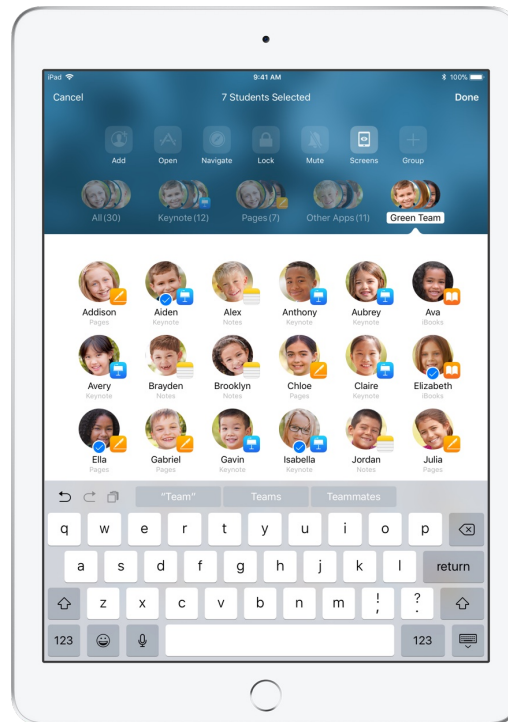 iPad 9:41 AM 100%
Cancel 7 Students Selected Done
Add Open Navigate Lock Mute Screens Group
All (30) Keynote (12) Pages (7) Other Apps (11) Green Team
Addison Aiden Alex Anthony Aubrey Ava
Pages Keynote Notes Keynote Keynote iBooks
Avery Brayden Brooklyn Chloe Claire Elizabeth
Keynote Notes Notes Pages Keynote iBooks
Ella Gabriel Gavin Isabella Jordan Julia
Pages Pages Keynote Keynote Notes Pages
“Team” Teams Teammates
q w e r t y u i o p
a s d f g h j k l return
z x c v b n m ! , ? .
123 123